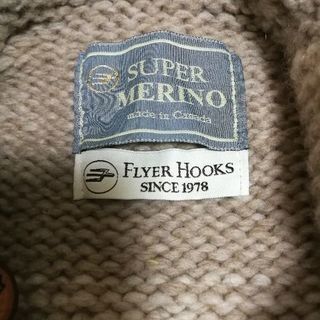 SUPER
MERINO
made in Canada
FLYER HOOKS
SINCE 1978